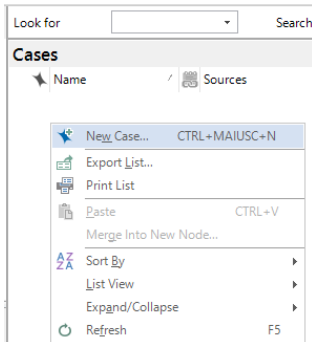 Look for Search
Cases
Name Sources
New Case... CTRL+MAIUSC+N
Export List...
Print List
Paste CTRL+V
Merge Into New Node...
Sort By
List View
Expand/Collapse
Refresh F5